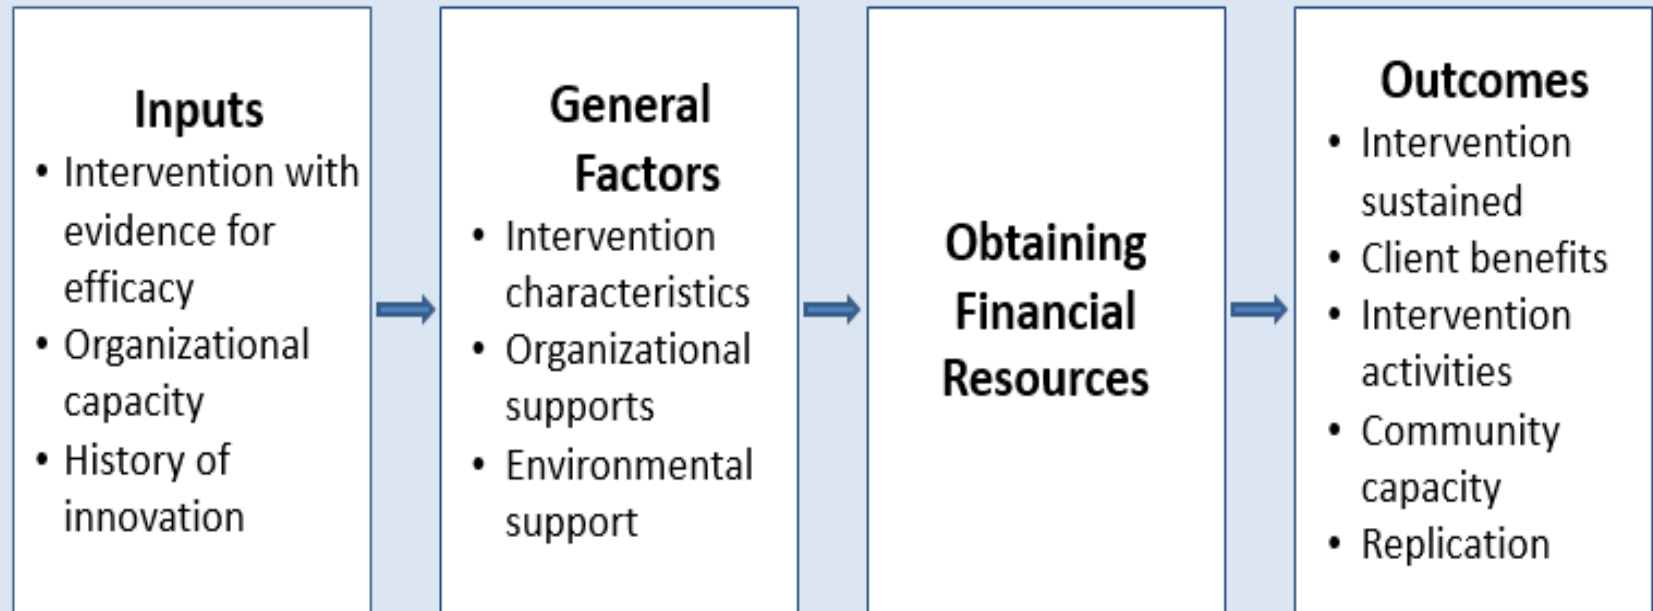 Inputs
• Intervention with
evidence for
efficacy
• Organizational
capacity
• History of
innovation
General
Factors
• Intervention
characteristics
• Organizational
supports
• Environmental
support
Obtaining
Financial
Resources
Outcomes
• Intervention
sustained
• Client benefits
• Intervention
activities
• Community
capacity
• Replication